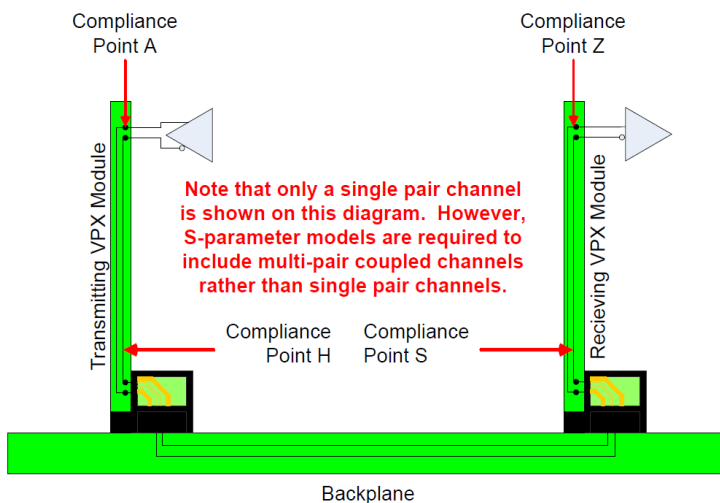 Compliance
Point A
Compliance
Point Z
Transmitting VPX Module
Note that only a single pair channel
is shown on this diagram. However,
S-parameter models are required to
include multi-pair coupled channels
rather than single pair channels.
Recieving VPX Module
Compliance
Point H
Compliance
Point S
Backplane